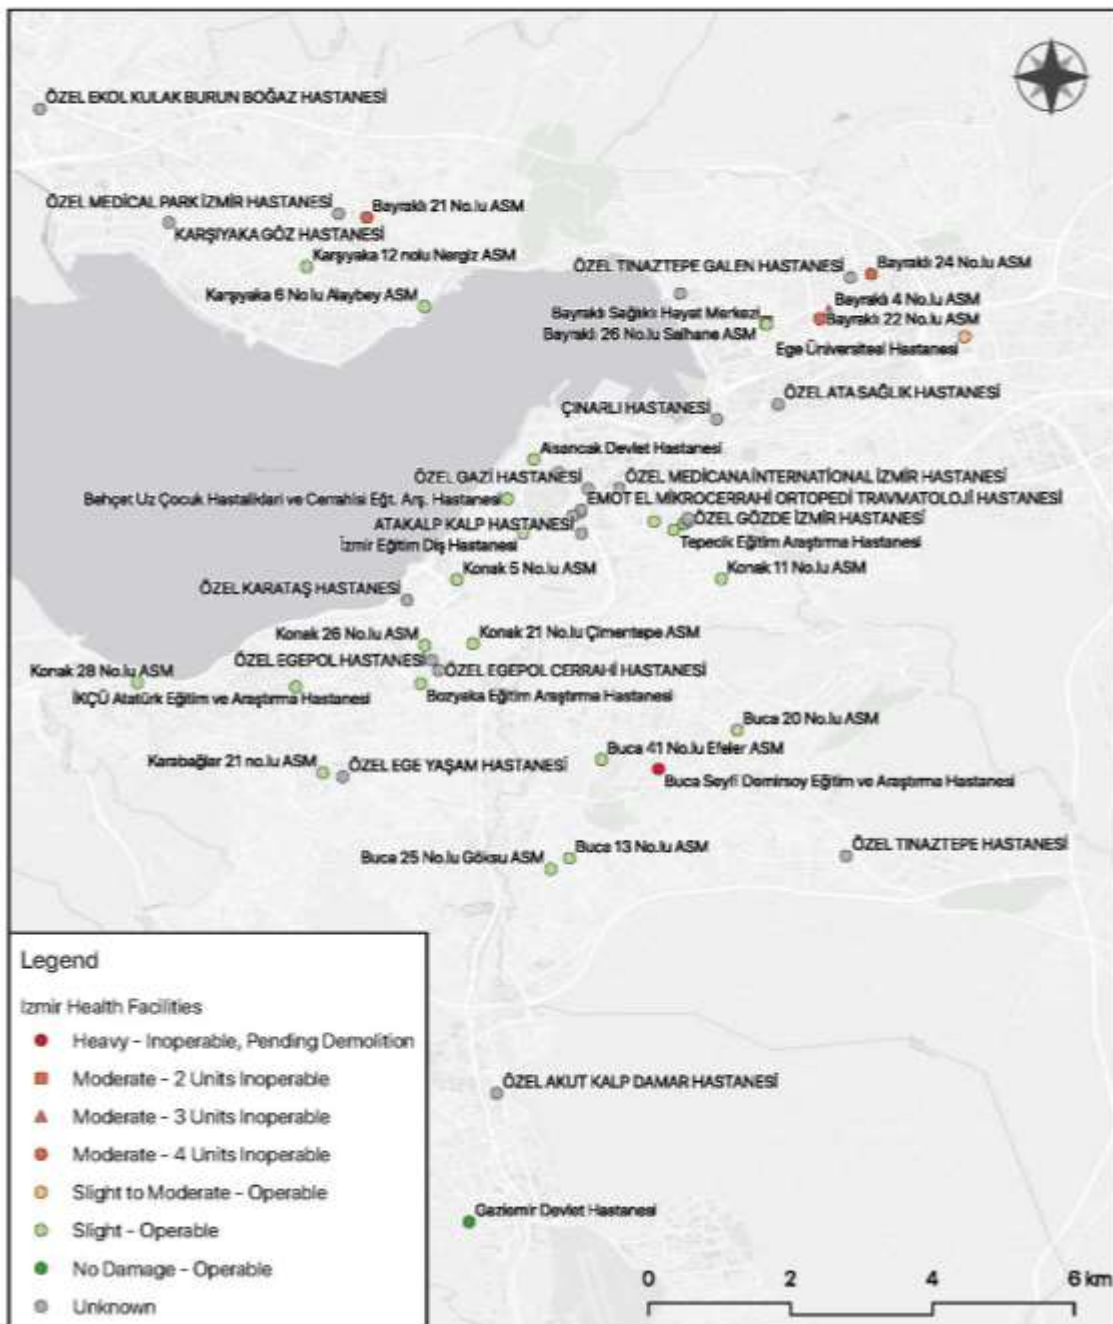 ÖZEL EKOL KULAK BURUN BOĞAZ HASTANESİ
ÖZEL MEDİCAL PARK İZMİR HASTANESİ
Bayraklı 21 No.lu ASM
KARŞIYAKA GÖZ HASTANESİ
Karşıyaka 12 nolu Nergiz ASM
ÖZEL TINAZTEPE GALEN HASTANESİ
Bayraklı 24 No.lu ASM
Karşıyaka 6 No.lu Alaybey ASM
Bayraklı 4 No.lu ASM
Bayraklı Sağlıklı Hayat Merkezi
Bayraklı 22 No.lu ASM
Bayraklı 26 No.lu Salhane ASM
Ege Üniversitesi Hastanesi
ÖZEL ATA SAĞLIK HASTANESİ
ÇINARLI HASTANESİ
Alsancak Devlet Hastanesi
ÖZEL GAZİ HASTANESİ
ÖZEL MEDICANA İNTERNATİONAL İZMİR HASTANESİ
Behçet Uz Çocuk Hastalıkları ve Cerrahisi Eğt. Arş. Hastanesi
EMOT EL MİKROCERRAHİ ORTOPEDİ TRAVMATOLOJİ HASTANESİ
ATAKALP KALP HASTANESİ
ÖZEL GÖZDE İZMİR HASTANESİ
İzmir Eğitim Diş Hastanesi
Tepecik Eğitim Araştırma Hastanesi
Konak 5 No.lu ASM
Konak 11 No.lu ASM
ÖZEL KARATAŞ HASTANESİ
Konak 26 No.lu ASM
Konak 21 No.lu Çimentepe ASM
ÖZEL EGEPOL HASTANESİ
Konak 28 No.lu ASM
ÖZEL EGEPOL CERRAHİ HASTANESİ
İKÇÜ Atatürk Eğitim ve Araştırma Hastanesi
Bozyaka Eğitim Araştırma Hastanesi
Buca 20 No.lu ASM
Buca 41 No.lu Efeler ASM
Karabağlar 21 no.lu ASM
ÖZEL EGE YAŞAM HASTANESİ
Buca Seyfi Demirsoy Eğitim ve Araştırma Hastanesi
Buca 13 No.lu ASM
ÖZEL TINAZTEPE HASTANESİ
Buca 25 No.lu Göksu ASM
Legend
Izmir Health Facilities
Heavy - Inoperable, Pending Demolition
Moderate - 2 Units Inoperable
Moderate - 3 Units Inoperable
Moderate - 4 Units Inoperable
Slight to Moderate - Operable
Slight - Operable
No Damage - Operable
Unknown
ÖZEL AKUT KALP DAMAR HASTANESİ
Gaziemir Devlet Hastanesi
0 2 4 6 km